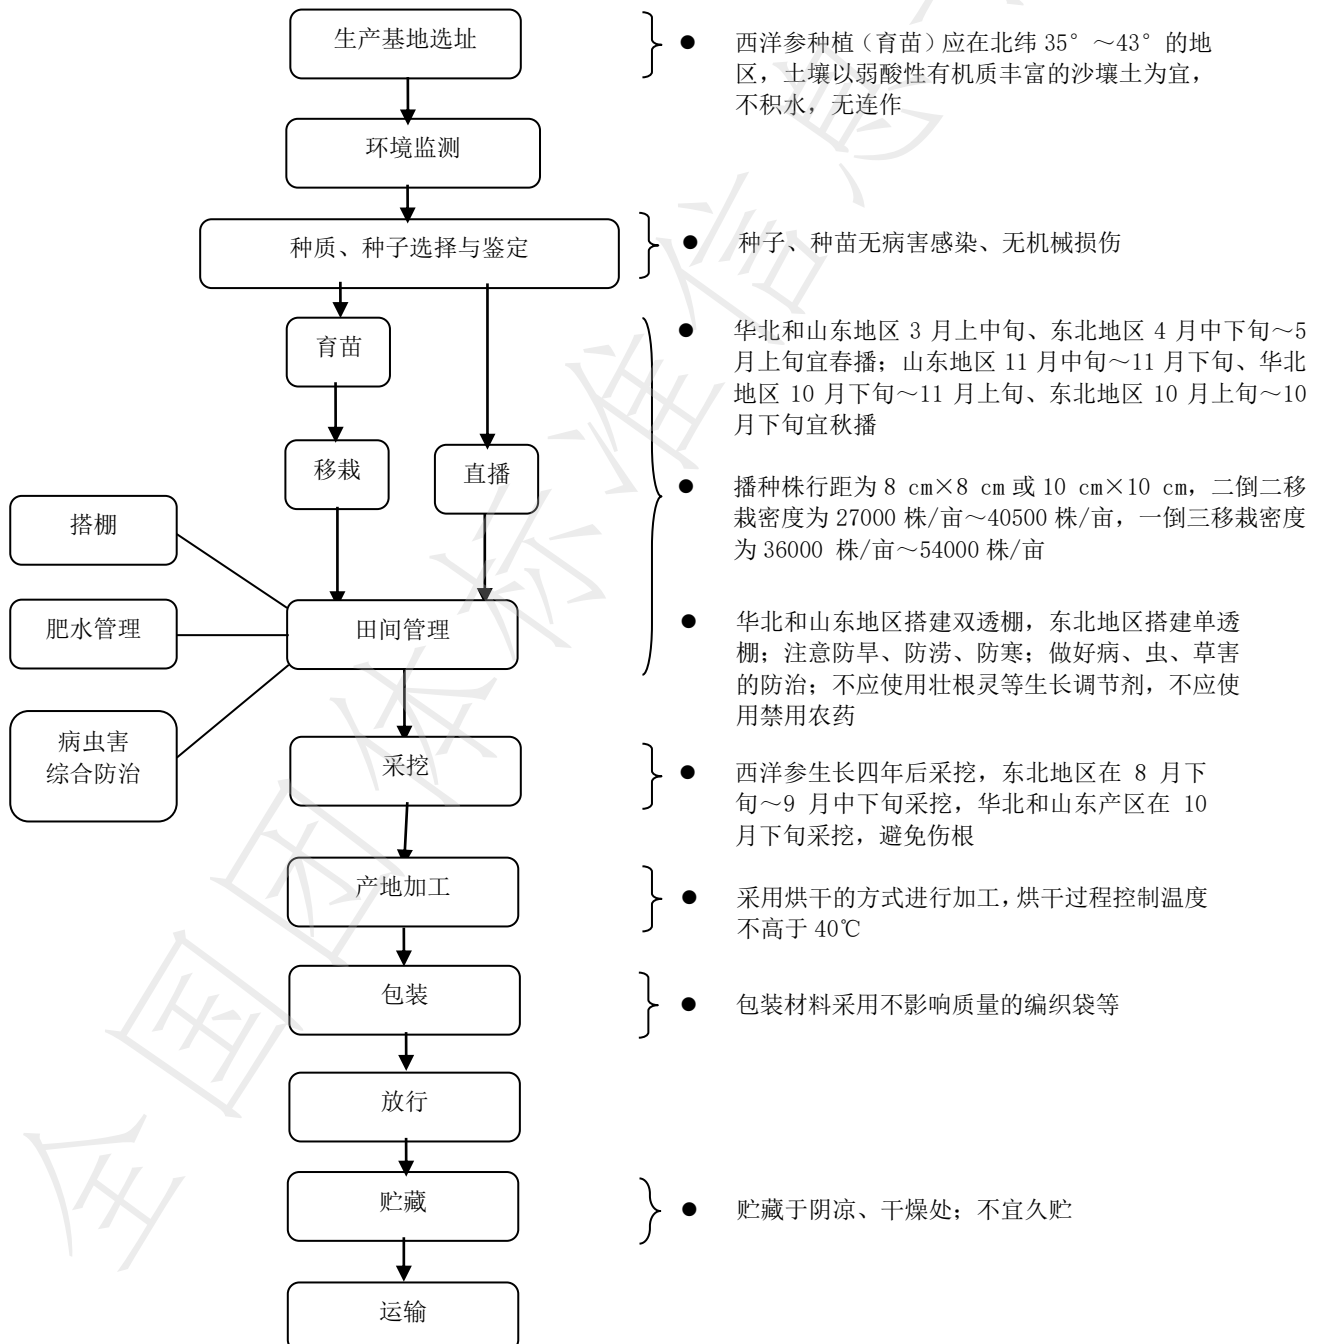 生产基地选址
● 西洋参种植（育苗）应在北纬 35°～43°的地
区，土壤以弱酸性有机质丰富的沙壤土为宜，
不积水，无连作
环境监测
种质、种子选择与鉴定
● 种子、种苗无病害感染、无机械损伤
育苗
● 华北和山东地区 3 月上中旬、东北地区 4 月中下旬～5
月上旬宜春播；山东地区 11 月中旬～11 月下旬、华北
地区 10 月下旬～11 月上旬、东北地区 10 月上旬～10
月下旬宜秋播
移栽
直播
● 播种株行距为 8 cm×8 cm 或 10 cm×10 cm，二倒二移
栽密度为 27000 株/亩～40500 株/亩，一倒三移栽密度
为 36000 株/亩～54000 株/亩
搭棚
肥水管理
田间管理
● 华北和山东地区搭建双透棚，东北地区搭建单透
棚；注意防旱、防涝、防寒；做好病、虫、草害
的防治；不应使用壮根灵等生长调节剂，不应使
用禁用农药
病虫害
综合防治
采挖
● 西洋参生长四年后采挖，东北地区在 8 月下
旬～9 月中下旬采挖，华北和山东产区在 10
月下旬采挖，避免伤根
产地加工
● 采用烘干的方式进行加工，烘干过程控制温度
不高于 40℃
包装
● 包装材料采用不影响质量的编织袋等
放行
贮藏
● 贮藏于阴凉、干燥处；不宜久贮
运输
全国团体标准信息